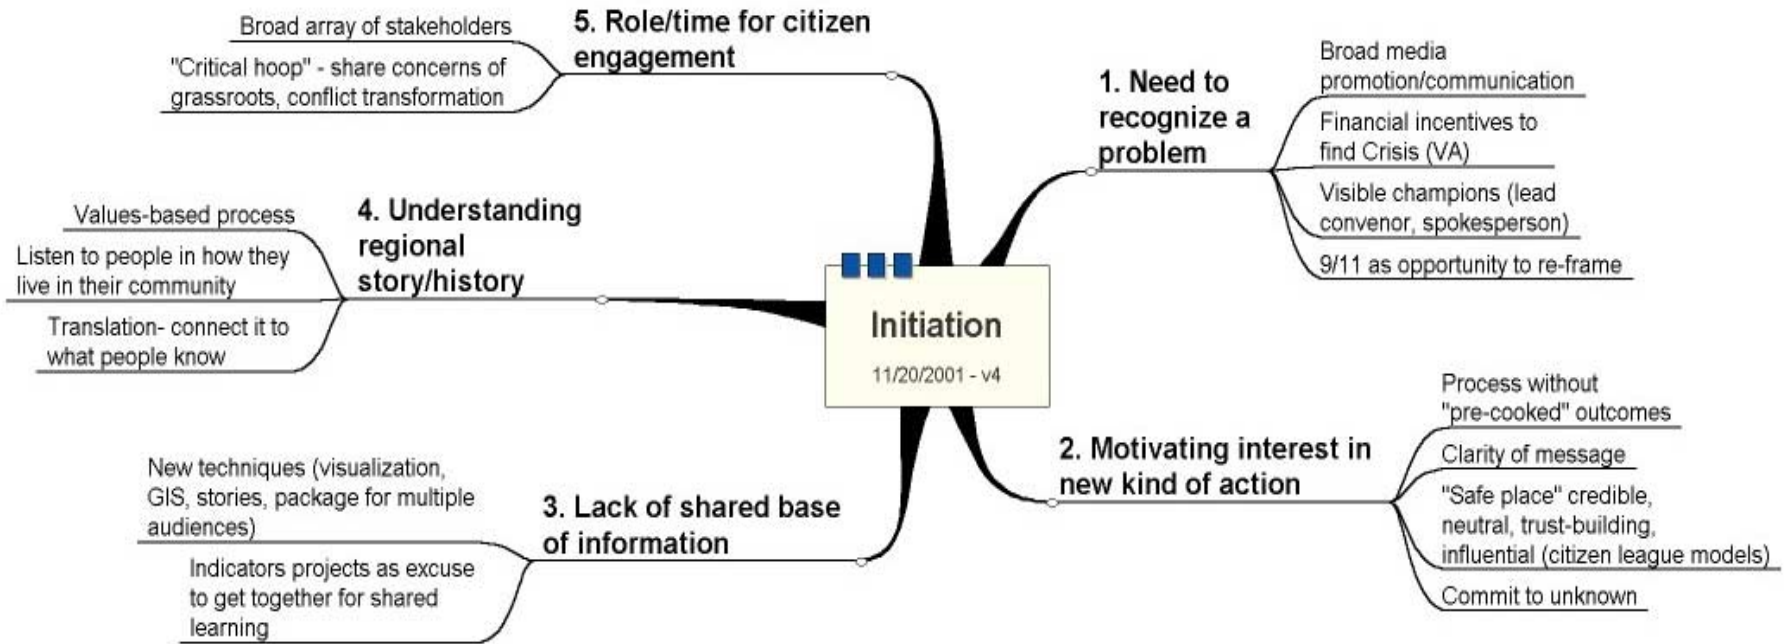 Initiation
11/20/2001 - v4
1. Need to
recognize a
problem
Broad media
promotion/communication
Financial incentives to
find Crisis (VA)
Visible champions (lead
convenor, spokesperson)
9/11 as opportunity to re-frame
2. Motivating interest in
new kind of action
Process without
"pre-cooked" outcomes
Clarity of message
"Safe place" credible,
neutral, trust-building,
influential (citizen league models)
Commit to unknown
3. Lack of shared base
of information
New techniques (visualization,
GIS, stories, package for multiple
audiences)
Indicators projects as excuse
to get together for shared
learning
4. Understanding
regional
story/history
Values-based process
Listen to people in how they
live in their community
Translation- connect it to
what people know
5. Role/time for citizen
engagement
Broad array of stakeholders
"Critical hoop" - share concerns of
grassroots, conflict transformation